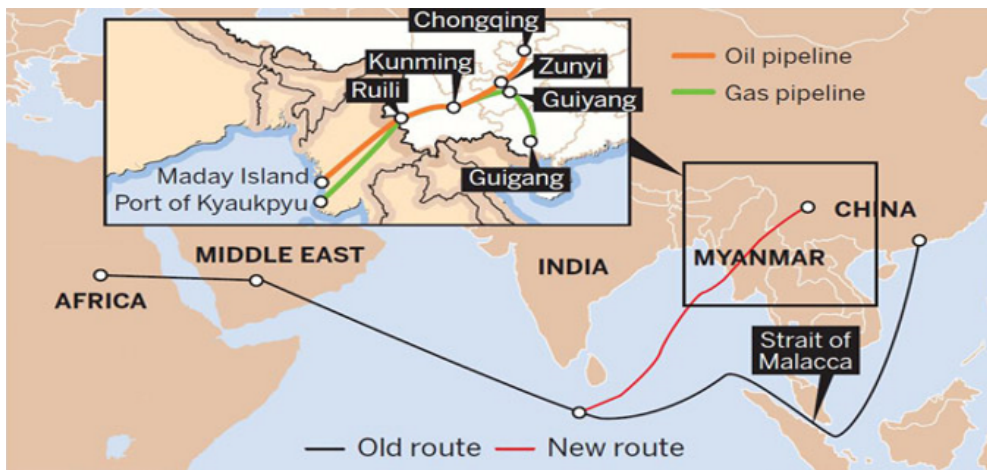 Chongqing
Kunming
Zunyi
Ruili
Guiyang
Maday Island
Port of Kyaukpyu
Guigang
Oil pipeline
Gas pipeline
CHINA
MIDDLE EAST
INDIA
MYANMAR
AFRICA
Strait of
Malacca
Old route
New route